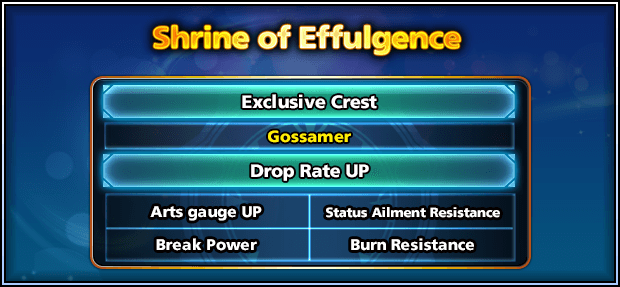 Shrine of Effulgence
Exclusive Crest
Gossamer
Drop Rate UP
Arts gauge UP
Status Ailment Resistance
Break Power
Burn Resistance